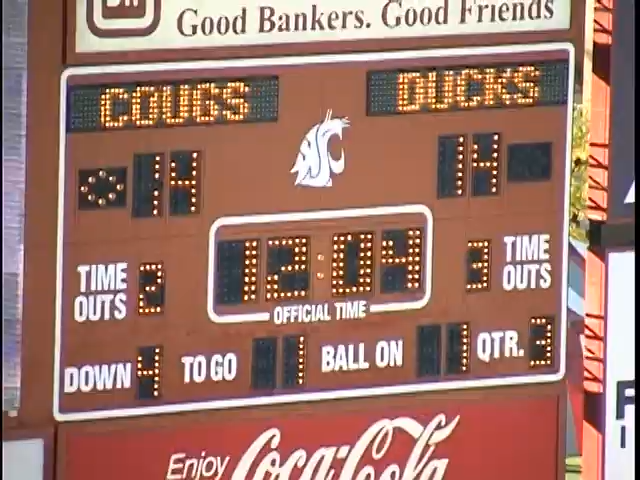 Good Bankers. Good Friends
COUGS DUCKS
14 14
12:04
TIME OUTS 2 3 TIME OUTS
OFFICIAL TIME
DOWN 4 TO GO 1 BALL ON 1 QTR. 3
Enjoy Coca-Cola